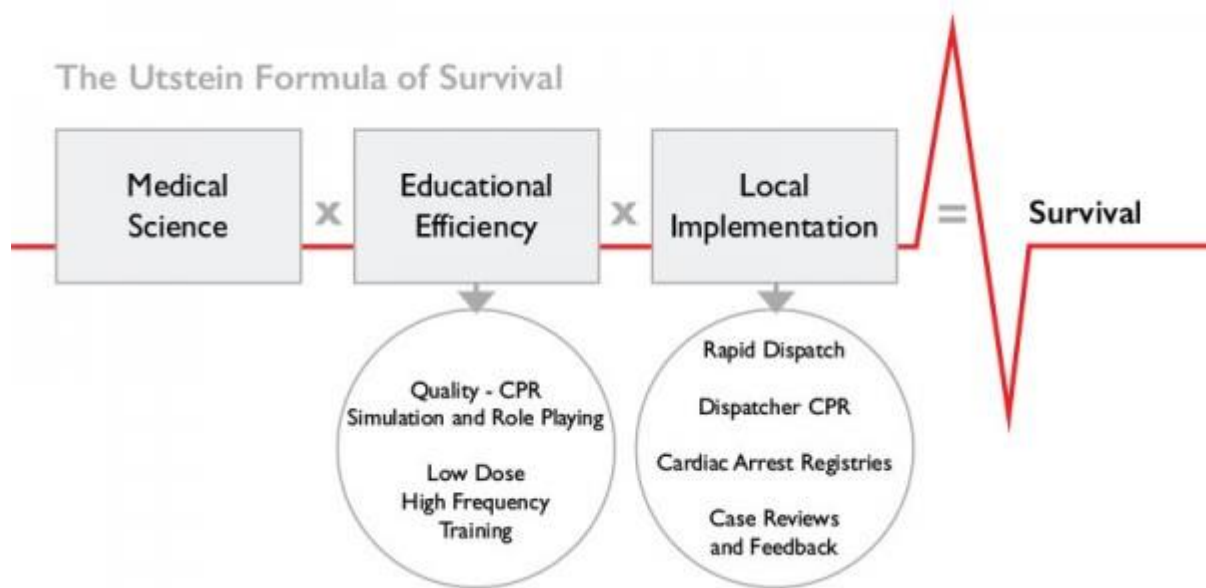 The Utstein Formula of Survival
Medical
Science
x
Educational
Efficiency
x
Local
Implementation
=
Survival
Quality - CPR
Simulation and Role Playing
Low Dose
High Frequency
Training
Rapid Dispatch
Dispatcher CPR
Cardiac Arrest Registries
Case Reviews
and Feedback